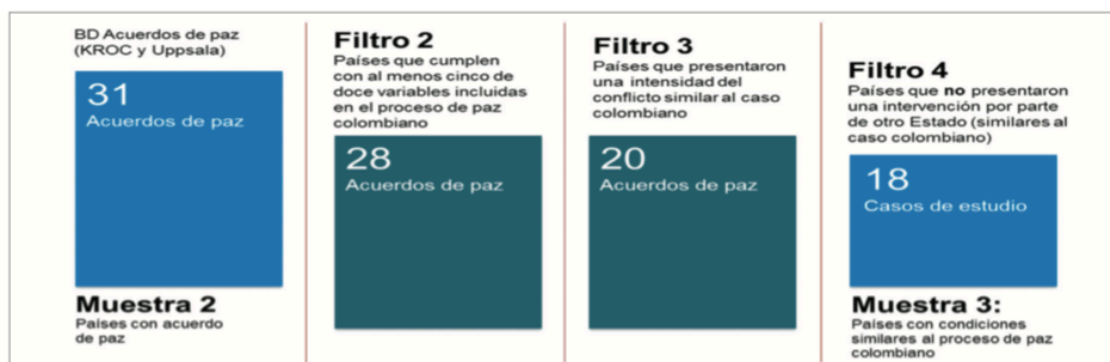 BD Acuerdos de paz
(KROC y Uppsala)
31
Acuerdos de paz
Muestra 2
Países con acuerdo
de paz
Filtro 2
Países que cumplen
con al menos cinco de
doce variables incluidas
en el proceso de paz
colombiano
28
Acuerdos de paz
Filtro 3
Países que presentaron
una intensidad del
conflicto similar al caso
colombiano
20
Acuerdos de paz
Filtro 4
Países que no presentaron
una intervención por parte
de otro Estado (similares al
caso colombiano)
18
Casos de estudio
Muestra 3:
Países con condiciones
similares al proceso de paz
colombiano